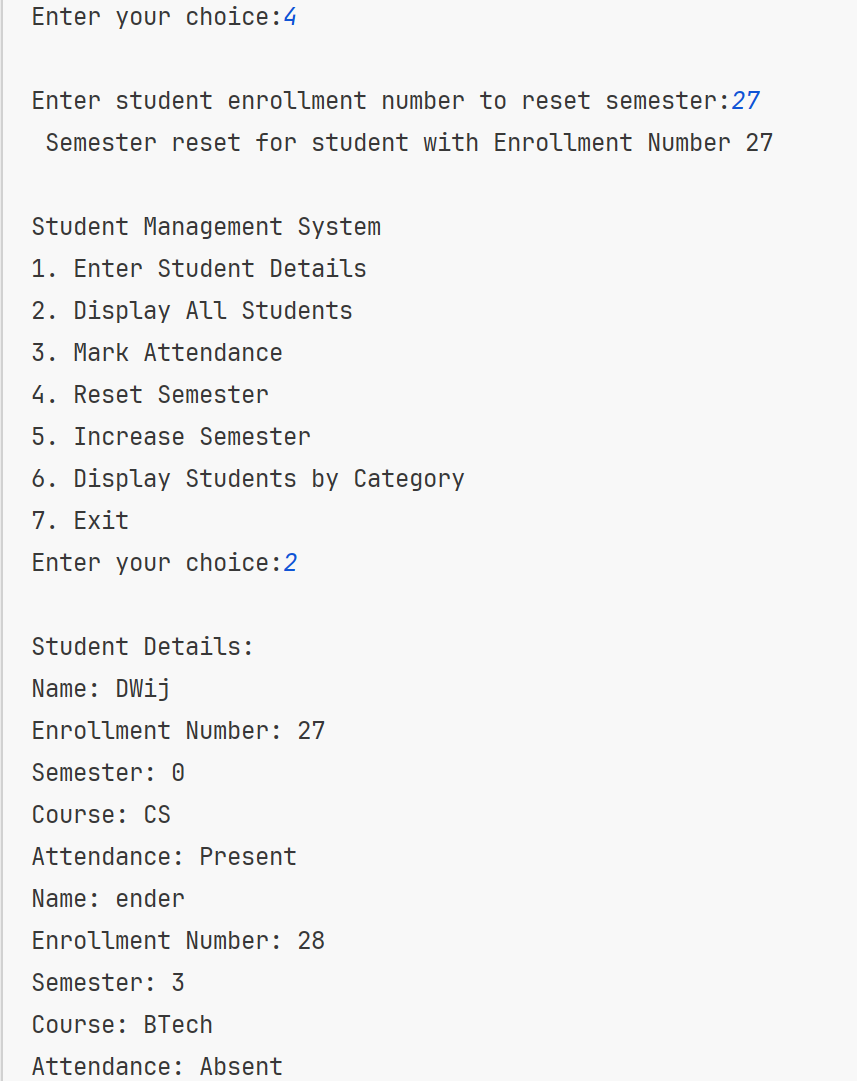 Enter your choice:4
Enter student enrollment number to reset semester:27
Semester reset for student with Enrollment Number 27
Student Management System
1. Enter Student Details
2. Display All Students
3. Mark Attendance
4. Reset Semester
5. Increase Semester
6. Display Students by Category
7. Exit
Enter your choice:2
Student Details:
Name: DWij
Enrollment Number: 27
Semester: 0
Course: CS
Attendance: Present
Name: ender
Enrollment Number: 28
Semester: 3
Course: BTech
Attendance: Absent